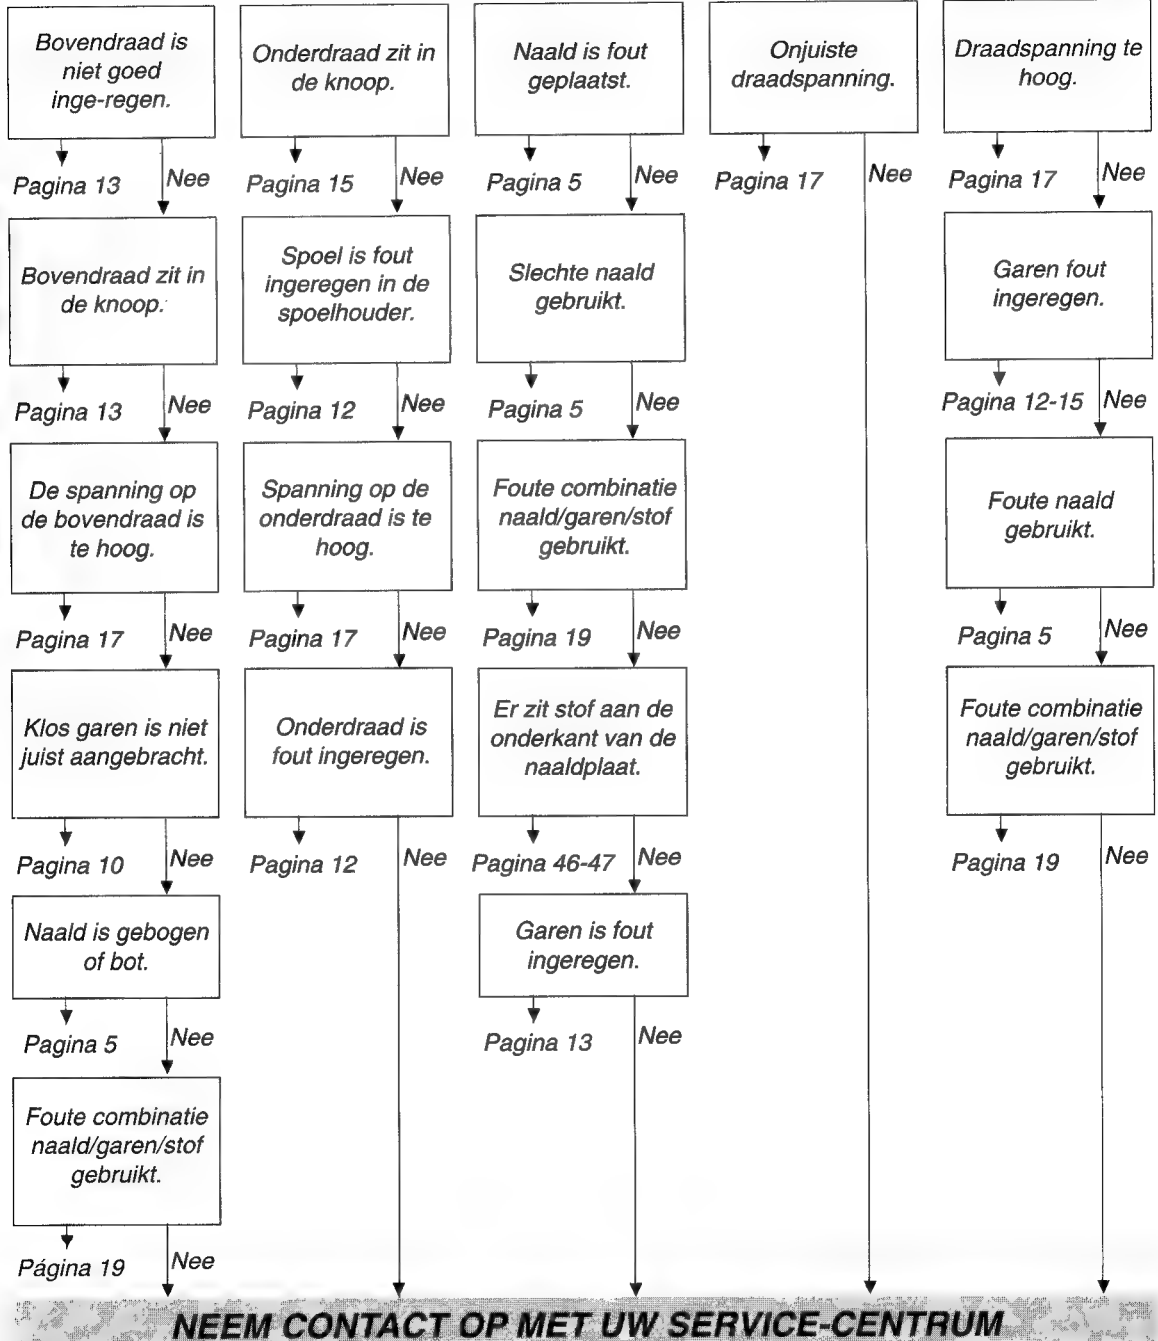 Bovendraad is
niet goed
inge-regen.
Pagina 13
Nee
Bovendraad zit in
de knoop.
Pagina 13
Nee
De spanning op
de bovendraad is
te hoog.
Pagina 17
Nee
Klos garen is niet
juist aangebracht.
Pagina 10
Nee
Naald is gebogen
of bot.
Pagina 5
Nee
Foute combinatie
naald/garen/stof
gebruikt.
Página 19
Nee
Onderdraad zit in
de knoop.
Pagina 15
Nee
Spoel is fout
ingeregen in de
spoelhouder.
Pagina 12
Nee
Spanning op de
onderdraad is te
hoog.
Pagina 17
Nee
Onderdraad is
fout ingeregen.
Pagina 12
Nee
Naald is fout
geplaatst.
Pagina 5
Nee
Slechte naald
gebruikt.
Pagina 5
Nee
Foute combinatie
naald/garen/stof
gebruikt.
Pagina 19
Nee
Er zit stof aan de
onderkant van de
naaldplaat.
Pagina 46-47
Nee
Garen is fout
ingeregen.
Pagina 13
Nee
Onjuiste
draadspanning.
Pagina 17
Nee
Draadspanning te
hoog.
Pagina 17
Nee
Garen fout
ingeregen.
Pagina 12-15
Nee
Foute naald
gebruikt.
Pagina 5
Nee
Foute combinatie
naald/garen/stof
gebruikt.
Pagina 19
Nee
NEEM CONTACT OP MET UW SERVICE-CENTRUM